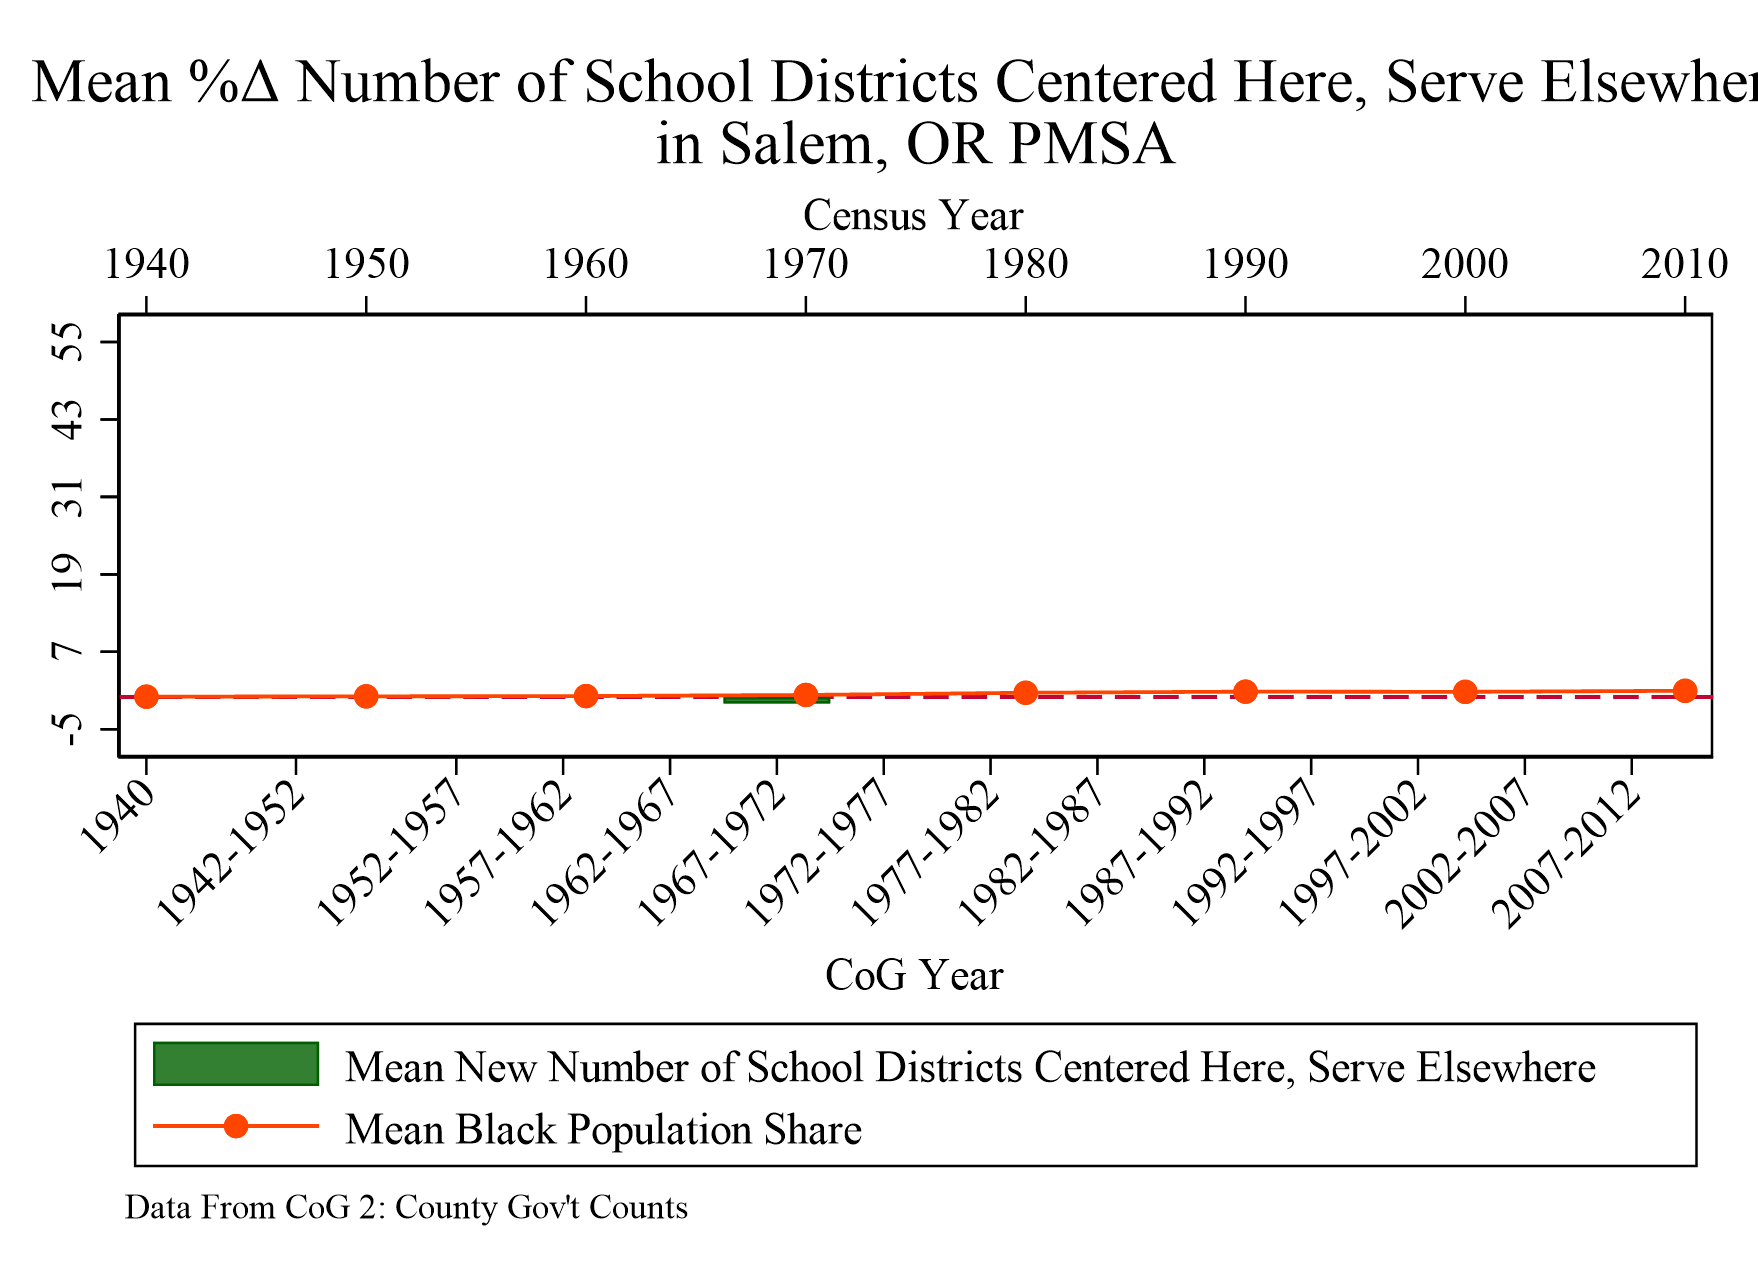 Mean %Δ Number of School Districts Centered Here, Serve Elsewher
in Salem, OR PMSA
Census Year
1940 1950 1960 1970 1980 1990 2000 2010
55
43
31
19
7
-5
1940 1942-1952 1952-1957 1957-1962 1962-1967 1967-1972 1972-1977 1977-1982 1982-1987 1987-1992 1992-1997 1997-2002 2002-2007 2007-2012
CoG Year
Mean New Number of School Districts Centered Here, Serve Elsewhere
Mean Black Population Share
Data From CoG 2: County Gov't Counts